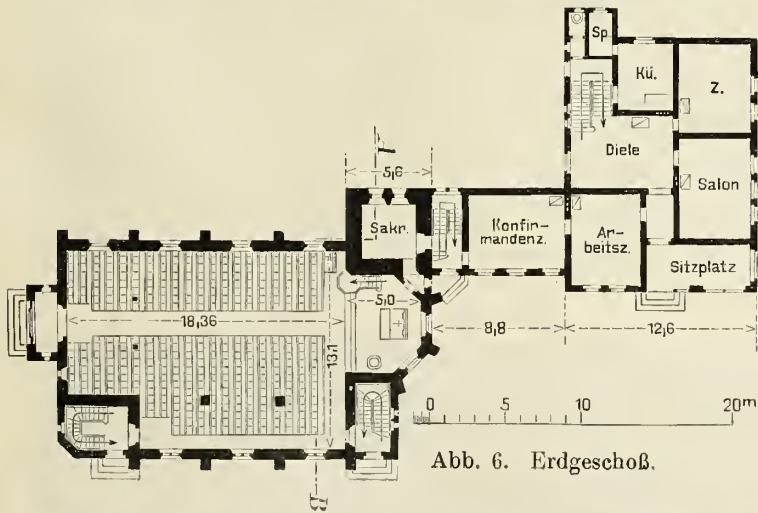 Sp.
Kü.
Z.
Diele
Salon
5,6
Sakr.
Konfir-
mandenz.
Ar-
beitsz.
Sitzplatz
5,0
18,36
13,1
8,8
12,6
0 5 10 20m
Abb. 6. Erdgeschoß.
B